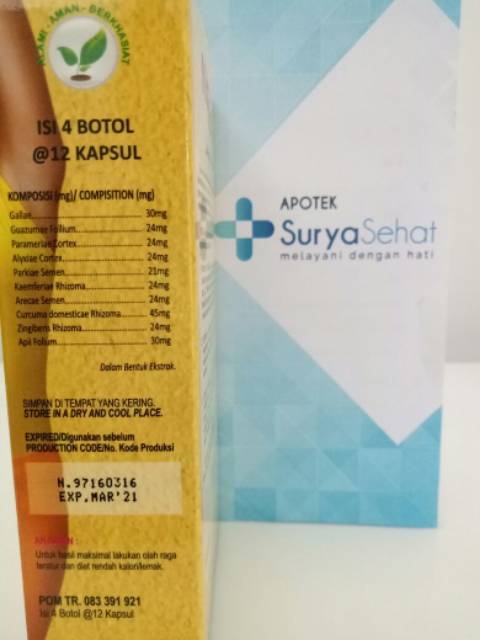 ALAMI - AMAN - BERKHASIAT
ISI 4 BOTOL
@12 KAPSUL
KOMPOSISI (mg)/ COMPISITION (mg)
Gallae 30mg
Guazumae Follium 24mg
Parameriae Cortex 24mg
Alyxiae Cortex 24mg
Parkiae Semen 21mg
Kaemferiae Rhizoma 24mg
Arecae Semen 24mg
Curcuma domesticae Rhizoma 45mg
Zingiberis Rhizoma 24mg
Apii Folium 30mg
Dalam Bentuk Ekstrak.
SIMPAN DI TEMPAT YANG KERING.
STORE IN A DRY AND COOL PLACE.
EXPIRED/Digunakan sebelum
PRODUCTION CODE/No. Kode Produksi
N.97160316
EXP.MAR'21
ANJURAN :
Untuk hasil maksimal lakukan olah raga
teratur dan diet rendah kalori/lemak.
POM TR. 083 391 921
Isi 4 Botol @12 Kapsul
APOTEK
SuryaSehat
melayani dengan hati